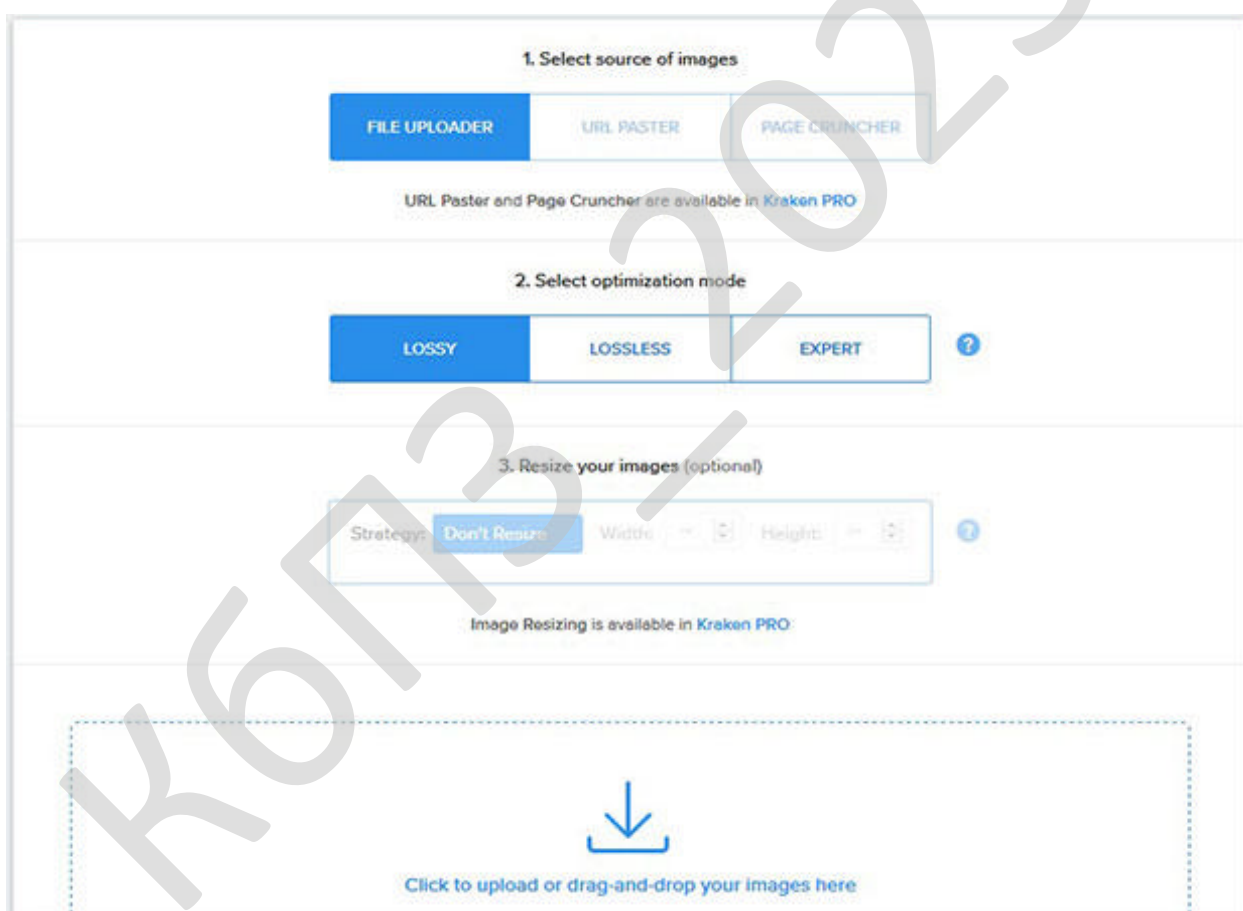 1. Select source of images
FILE UPLOADER URL PASTER PAGE CRUNCHER
URL Paster and Page Cruncher are available in Kraken PRO
2. Select optimization mode
LOSSY LOSSLESS EXPERT ?
3. Resize your images (optional)
Strategy: Don't Resize Width: Height: ?
Image Resizing is available in Kraken PRO
Click to upload or drag-and-drop your images here
КбПЗ_202